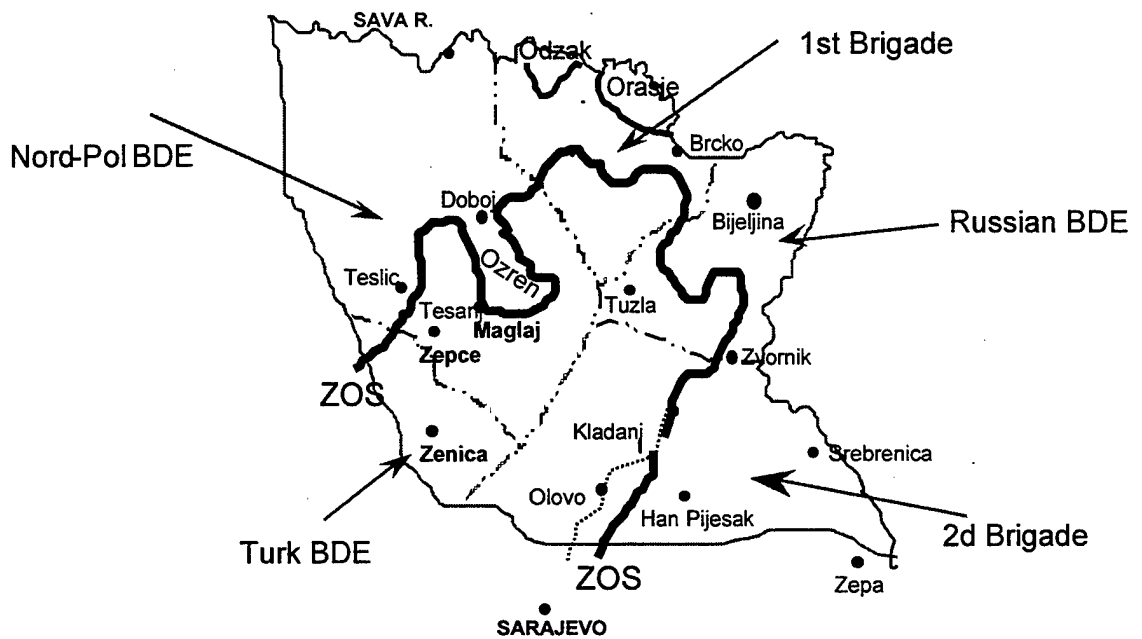 SAVA R.
Odzak
1st Brigade
Orasje
Brcko
Nord-Pol BDE
Doboj
Bijeljina
Russian BDE
Ozren
Teslic
Tuzla
Tesanj
Maglaj
Zepce
Zvornik
ZOS
Kladanj
Zenica
Srebrenica
Olovo
Han Pijesak
2d Brigade
Turk BDE
ZOS
Zepa
SARAJEVO